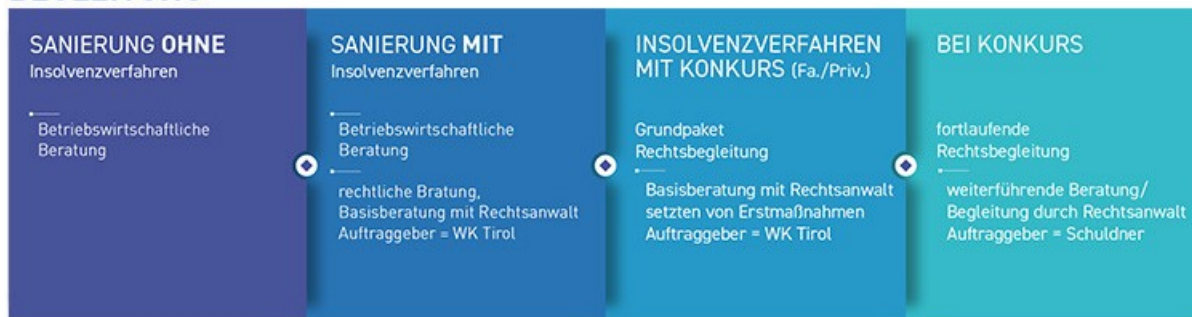 SANIERUNG OHNE
Insolvenzverfahren
Betriebswirtschaftliche
Beratung
SANIERUNG MIT
Insolvenzverfahren
Betriebswirtschaftliche
Beratung
rechtliche Bratung,
Basisberatung mit Rechtsanwalt
Auftraggeber = WK Tirol
INSOLVENZVERFAHREN
MIT KONKURS (Fa./Priv.)
Grundpaket
Rechtsbegleitung
Basisberatung mit Rechtsanwalt
setzten von Erstmaßnahmen
Auftraggeber = WK Tirol
BEI KONKURS
fortlaufende
Rechtsbegleitung
weiterführende Beratung/
Begleitung durch Rechtsanwalt
Auftraggeber = Schuldner